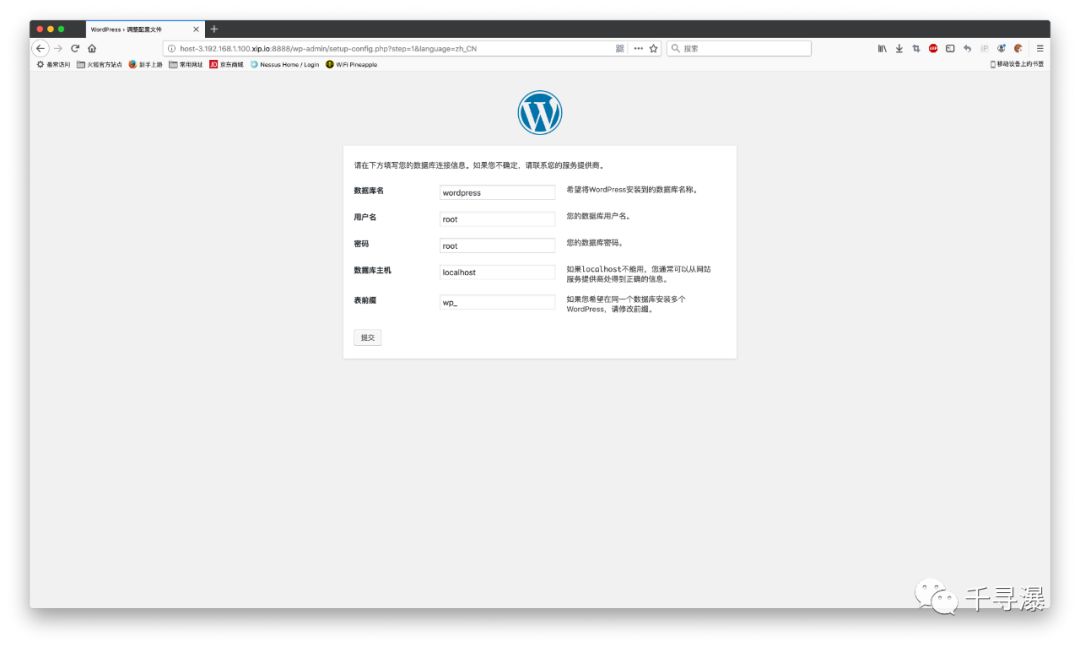 WordPress › 调整配置文件
host-3.192.168.1.100.xip.io:8888/wp-admin/setup-config.php?step=1&language=zh_CN
搜索
最常访问 火狐官方站点 新手上路 常用网址 JD 京东商城 Nessus Home / Login WiFi Pineapple 移动设备上的书签
请在下方填写您的数据库连接信息。如果您不确定，请联系您的服务提供商。
数据库名 wordpress 希望将WordPress安装到的数据库名称。
用户名 root 您的数据库用户名。
密码 root 您的数据库密码。
数据库主机 localhost 如果localhost不能用，您通常可以从网站
服务提供商处得到正确的信息。
表前缀 wp_ 如果您希望在同一个数据库安装多个
WordPress，请修改前缀。
提交
千寻瀑